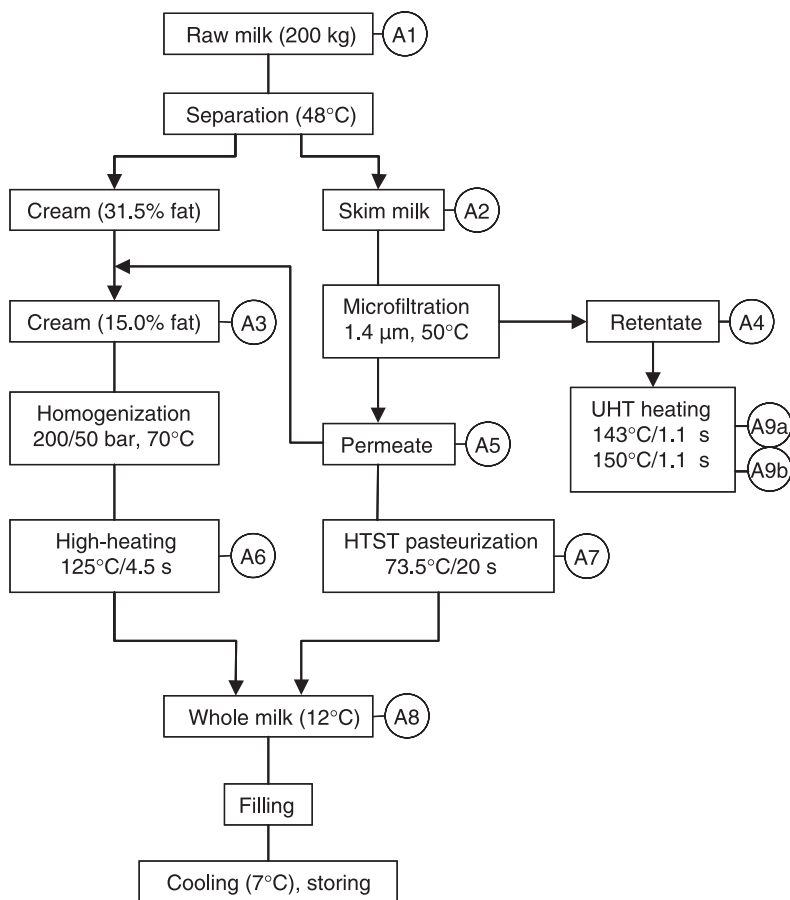 Raw milk (200 kg)
A1
Separation (48°C)
Cream (31.5% fat)
Skim milk
A2
Microfiltration
1.4 μm, 50°C
Cream (15.0% fat)
A3
Retentate
A4
Homogenization
200/50 bar, 70°C
Permeate
A5
UHT heating
143°C/1.1 s
150°C/1.1 s
A9a
A9b
High-heating
125°C/4.5 s
A6
HTST pasteurization
73.5°C/20 s
A7
Whole milk (12°C)
A8
Filling
Cooling (7°C), storing